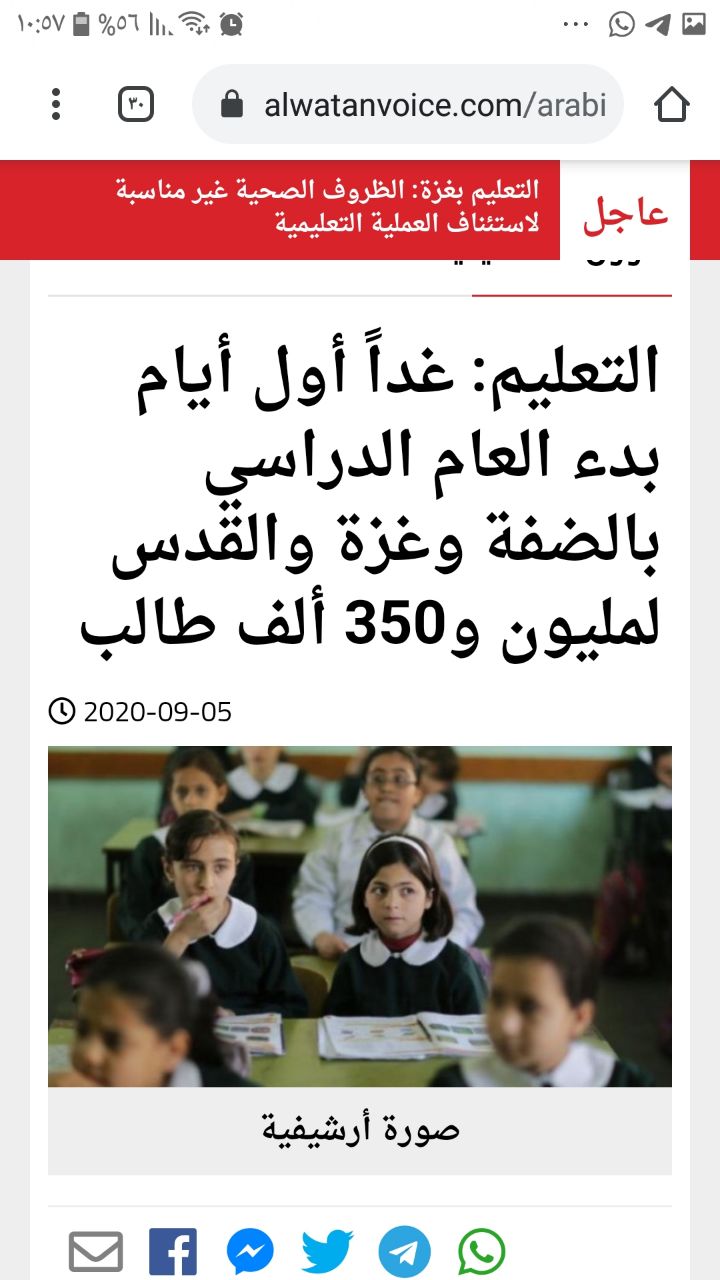 ١٠:٥٧ %٥٦
٣٠ alwatanvoice.com/arabi
عاجل
التعليم بغزة: الظروف الصحية غير مناسبة
لاستئناف العملية التعليمية
التعليم: غداً أول أيام
بدء العام الدراسي
بالضفة وغزة والقدس
لمليون و350 ألف طالب
2020-09-05
صورة أرشيفية